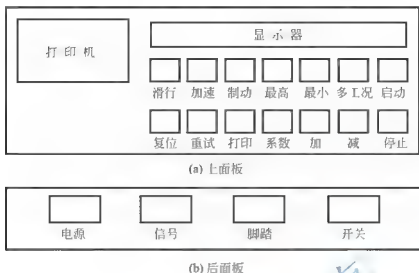 显示器
打印机
滑行 加速 制动 最高 最小 多工况 启动
复位 重试 打印 系数 加 减 停止
(a) 上面板
电源 信号 脚踏 开关
(b) 后面板